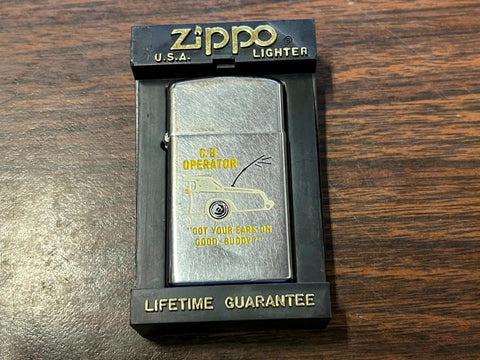 Zippo
U.S.A. LIGHTER
C.B.
OPERATOR
"GOT YOUR EARS ON
GOOD-BUDDY?"
LIFETIME GUARANTEE